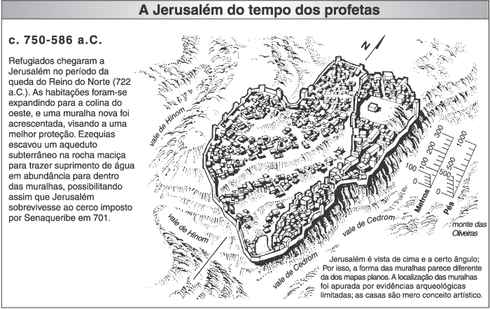 A Jerusalém do tempo dos profetas
c. 750-586 a.C.
Refugiados chegaram a
Jerusalém no período da
queda do Reino do Norte (722
a.C.). As habitações foram-se
expandindo para a colina do
oeste, e uma muralha nova foi
acrescentada, visando a uma
melhor proteção. Ezequias
escavou um aqueduto
subterrâneo na rocha maciça
para trazer suprimento de água
em abundância para dentro
das muralhas, possibilitando
assim que Jerusalém
sobrevivesse ao cerco imposto
por Senaqueribe em 701.
N
vale de Hinom
vale de Hinom
vale de Cedrom
vale de Cedrom
monte das
Oliveiras
Metros
100
200
300
Pés
100
500
1000
Jerusalém é vista de cima e a certo ângulo;
Por isso, a forma das muralhas parece diferente
da dos mapas planos. A localização das muralhas
foi apurada por evidências arqueológicas
limitadas; as casas são mero conceito artístico.